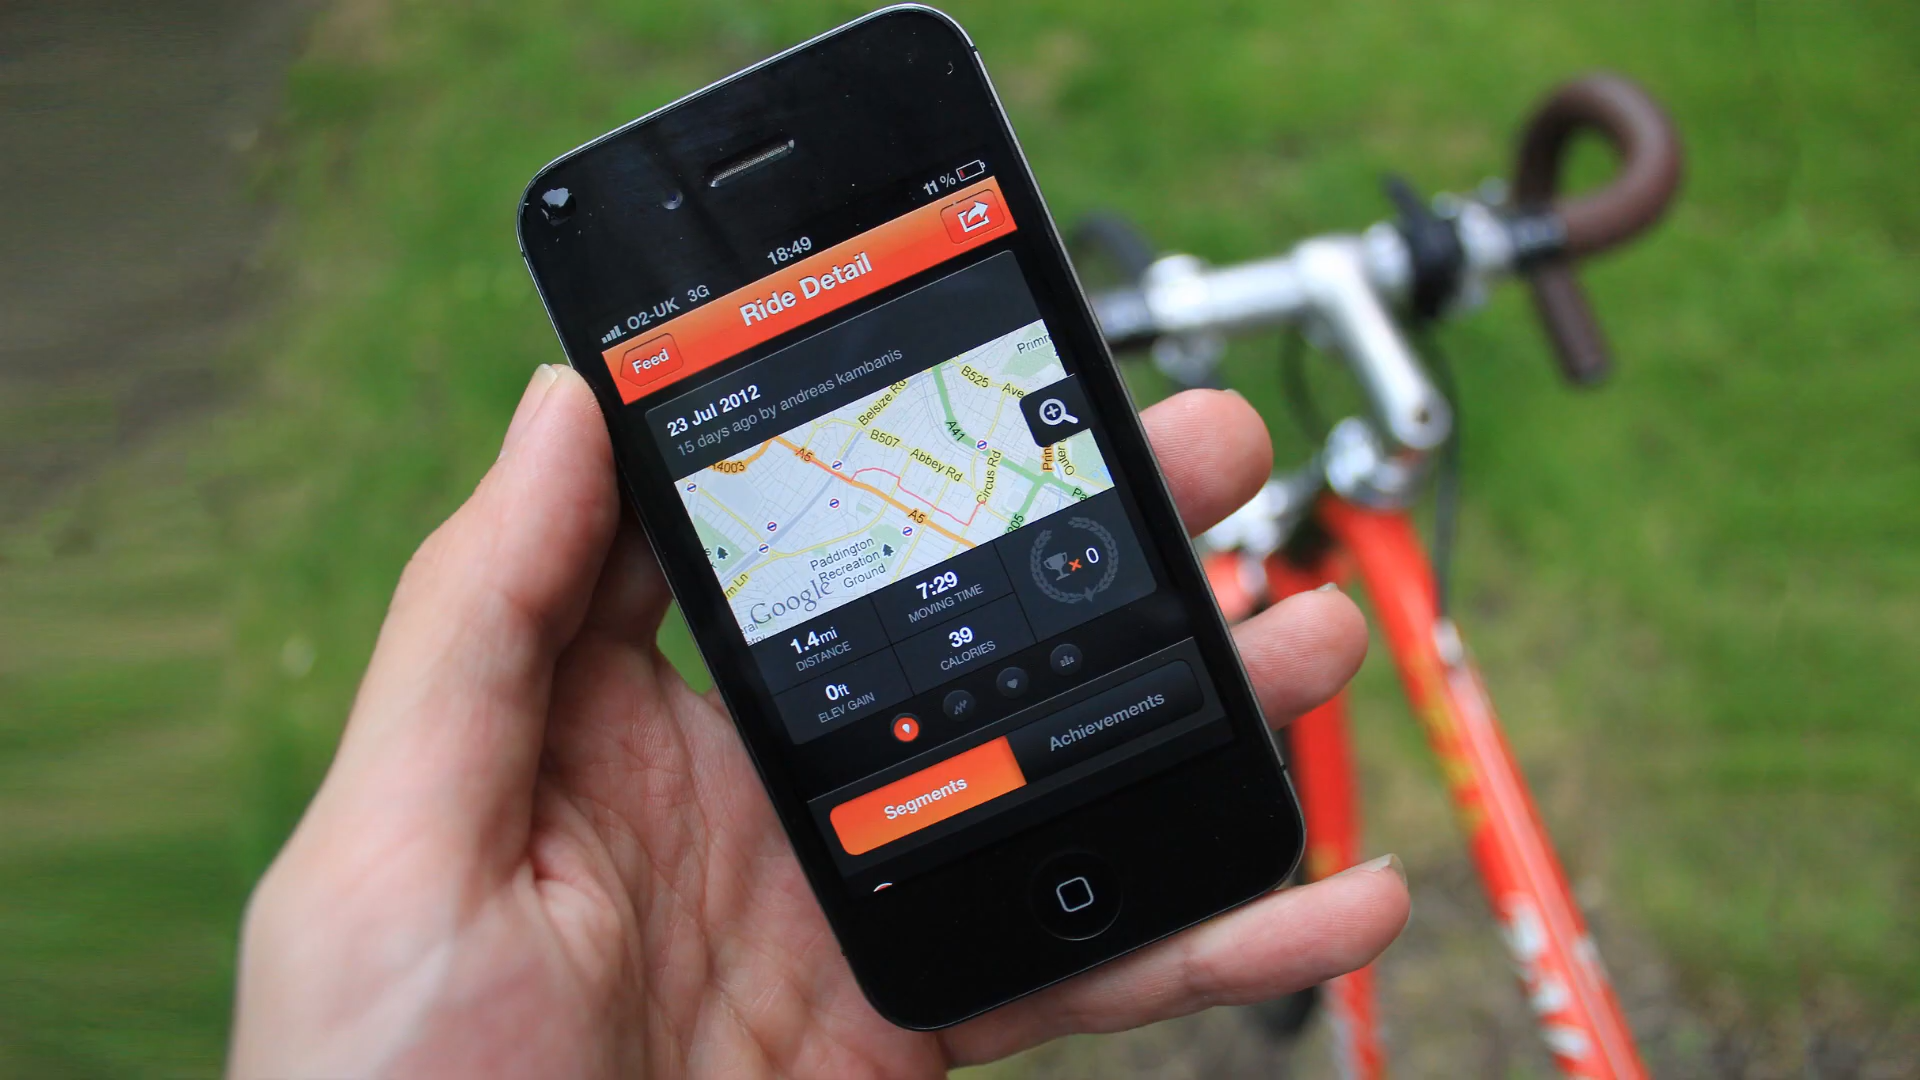 O2-UK 3G 18:49 11%
Feed Ride Detail
23 Jul 2012
15 days ago by andreas kambanis
Primr
B525
Ave
Belsize Rd
A41
B507
Abbey Rd
A5
Circus Rd
A5
Paddington
Recreation
Ground
Google
1.4mi
DISTANCE
7:29
MOVING TIME
0
0ft
ELEV GAIN
39
CALORIES
Segments Achievements